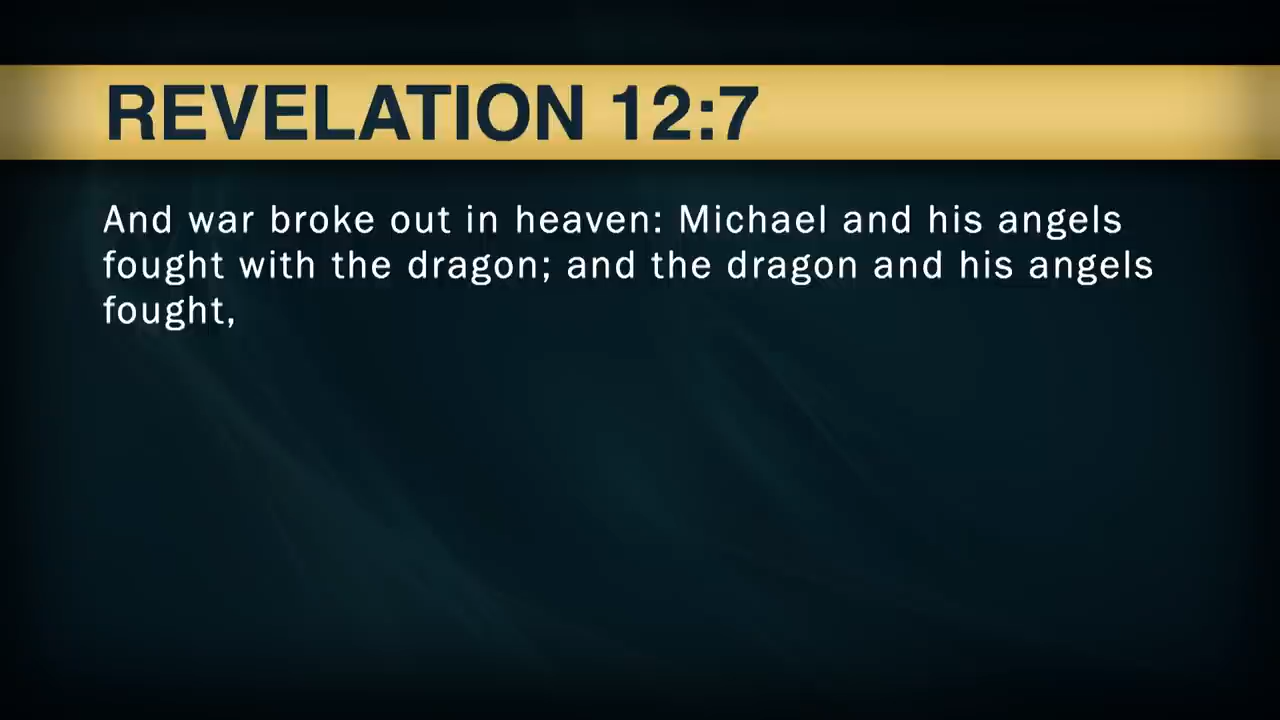 REVELATION 12:7
And war broke out in heaven: Michael and his angels
fought with the dragon; and the dragon and his angels
fought,